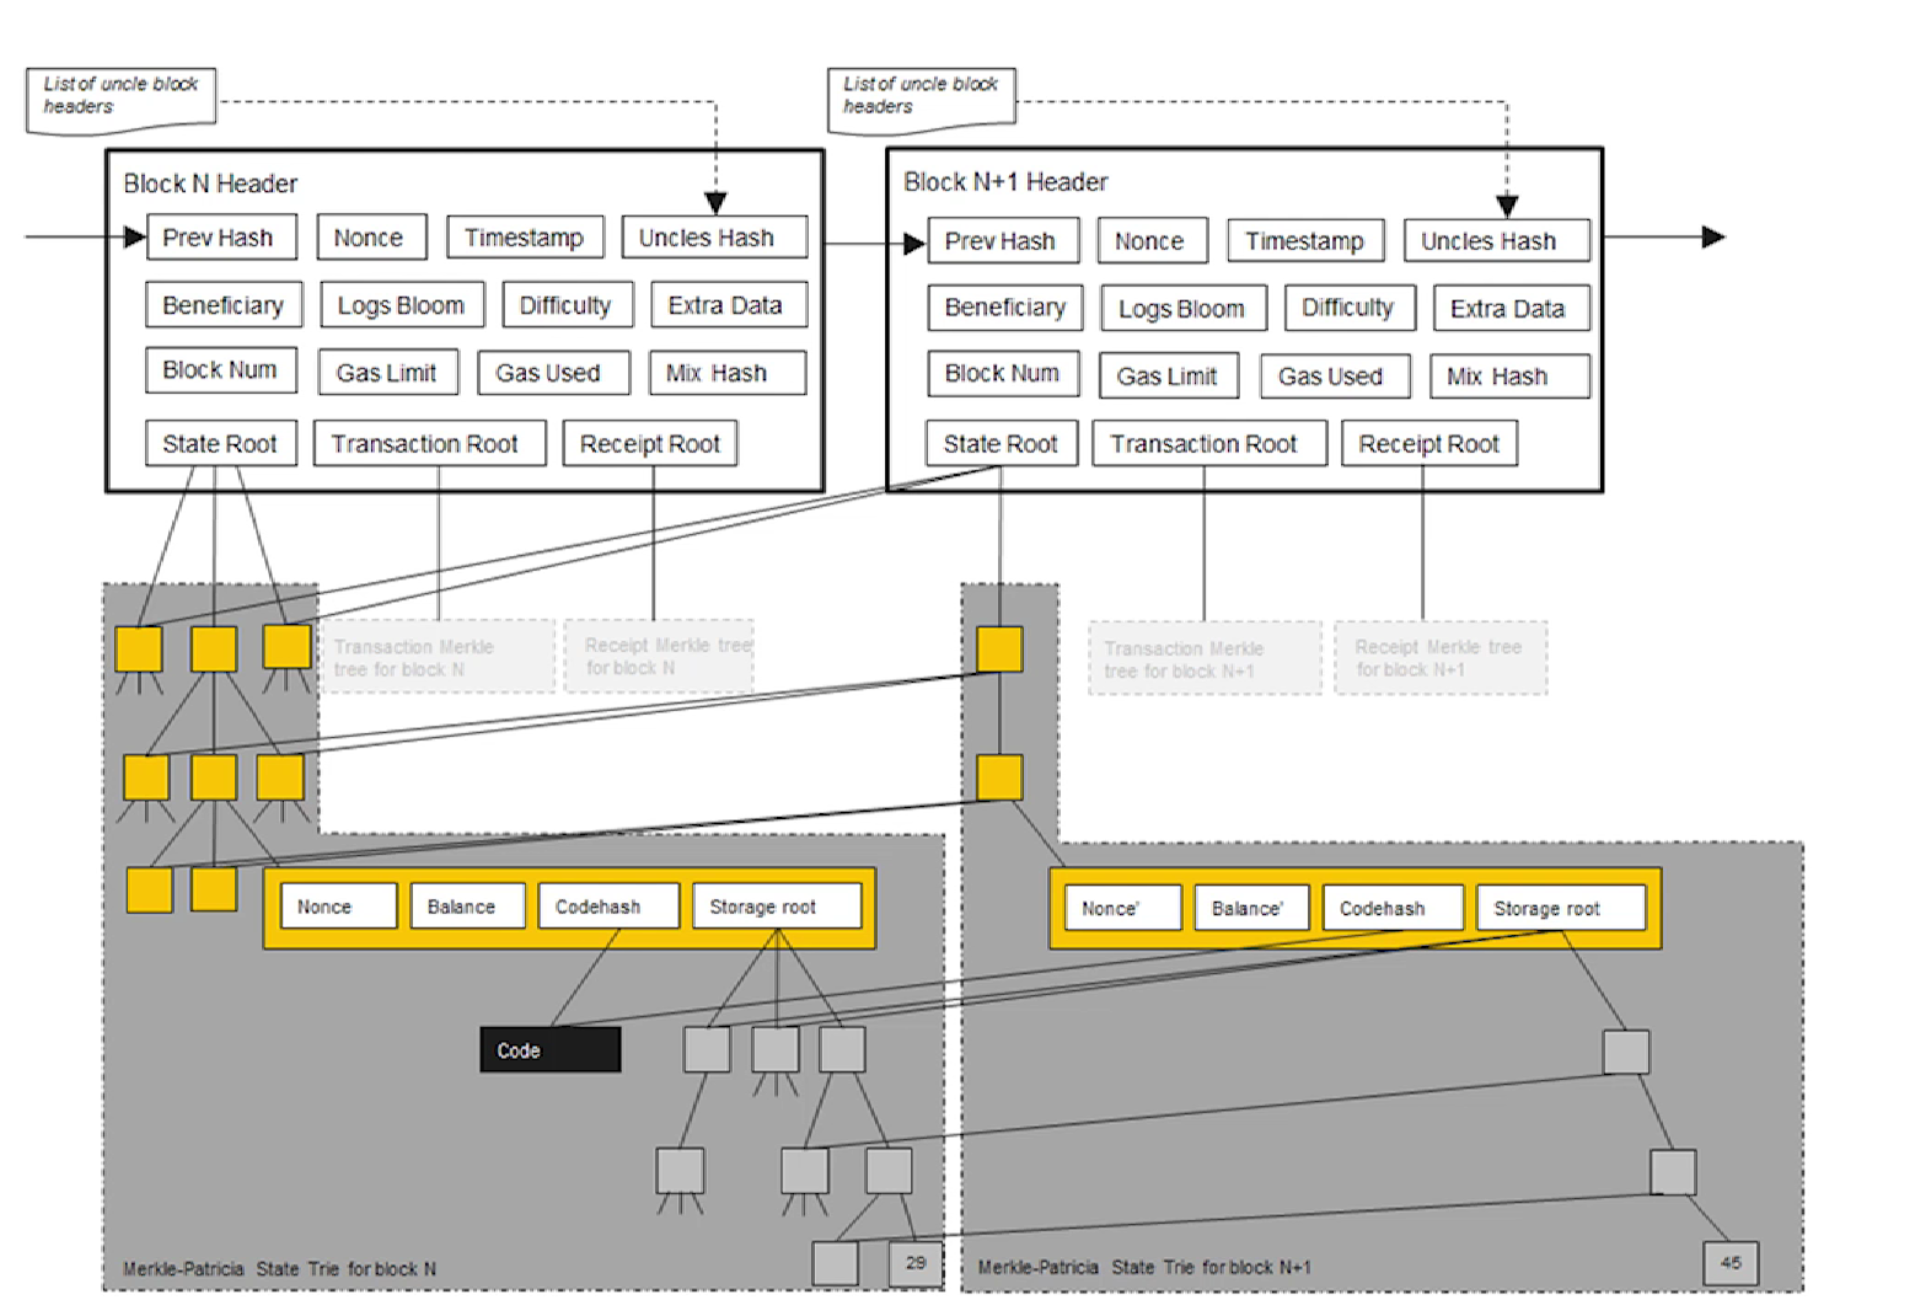 List of uncle block
headers
List of uncle block
headers
Block N Header
Prev Hash
Nonce
Timestamp
Uncles Hash
Beneficiary
Logs Bloom
Difficulty
Extra Data
Block Num
Gas Limit
Gas Used
Mix Hash
State Root
Transaction Root
Receipt Root
Block N+1 Header
Prev Hash
Nonce
Timestamp
Uncles Hash
Beneficiary
Logs Bloom
Difficulty
Extra Data
Block Num
Gas Limit
Gas Used
Mix Hash
State Root
Transaction Root
Receipt Root
Transaction Merkle
tree for block N
Receipt Merkle tree
for block N
Transaction Merkle
tree for block N+1
Receipt Merkle tree
for block N+1
Nonce
Balance
Codehash
Storage root
Nonce'
Balance'
Codehash
Storage root
Code
29
45
Merkle-Patricia State Trie for block N
Merkle-Patricia State Trie for block N+1